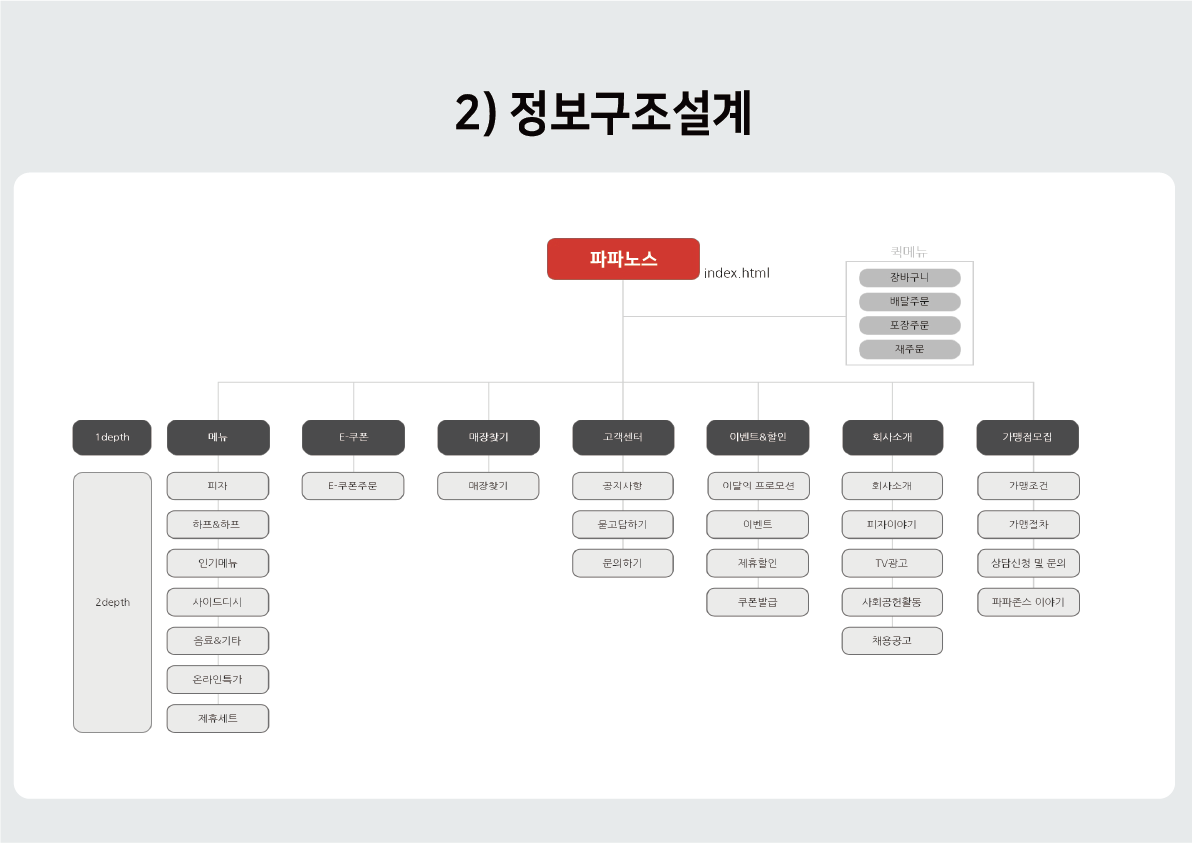 2) 정보구조설계
파파노스
index.html
퀵메뉴
장바구니
배달주문
포장주문
재주문
1depth
메뉴
E-쿠폰
매장찾기
고객센터
이벤트&할인
회사소개
가맹점모집
2depth
피자
하프&하프
인기메뉴
사이드디시
음료&기타
온라인특가
제휴세트
E-쿠폰주문
매장찾기
공지사항
묻고답하기
문의하기
이달의 프로모션
이벤트
제휴할인
쿠폰발급
회사소개
피자이야기
TV광고
사회공헌활동
채용공고
가맹조건
가맹절차
상담신청 및 문의
파파존스 이야기